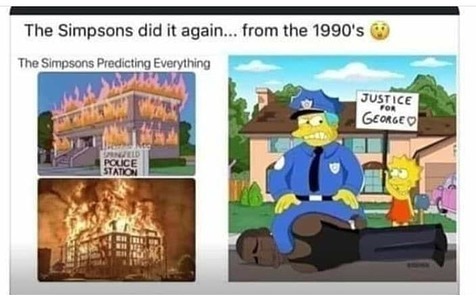 The Simpsons did it again... from the 1990's 😲
The Simpsons Predicting Everything
SPRINGFIELD
POLICE
STATION
JUSTICE
FOR
GEORGE♡